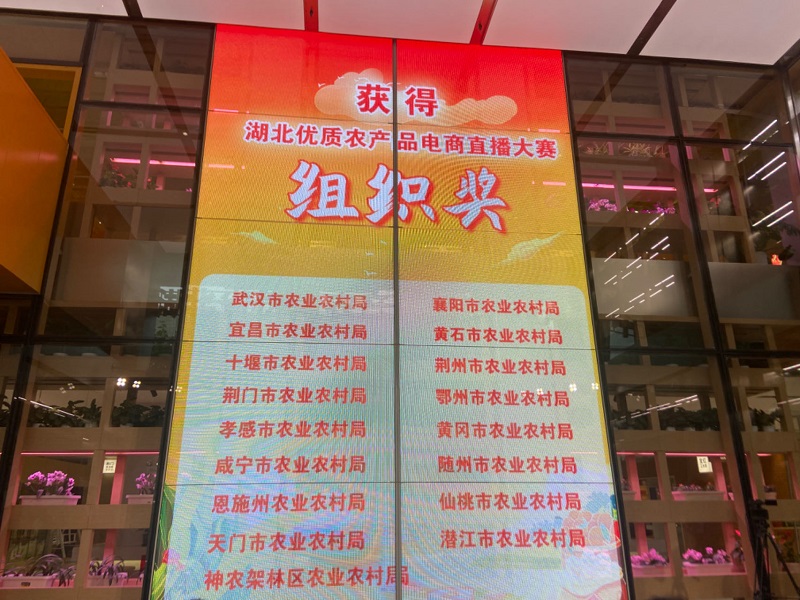 获得
湖北优质农产品电商直播大赛
组织奖
武汉市农业农村局 襄阳市农业农村局
宜昌市农业农村局 黄石市农业农村局
十堰市农业农村局 荆州市农业农村局
荆门市农业农村局 鄂州市农业农村局
孝感市农业农村局 黄冈市农业农村局
咸宁市农业农村局 随州市农业农村局
恩施州农业农村局 仙桃市农业农村局
天门市农业农村局 潜江市农业农村局
神农架林区农业农村局